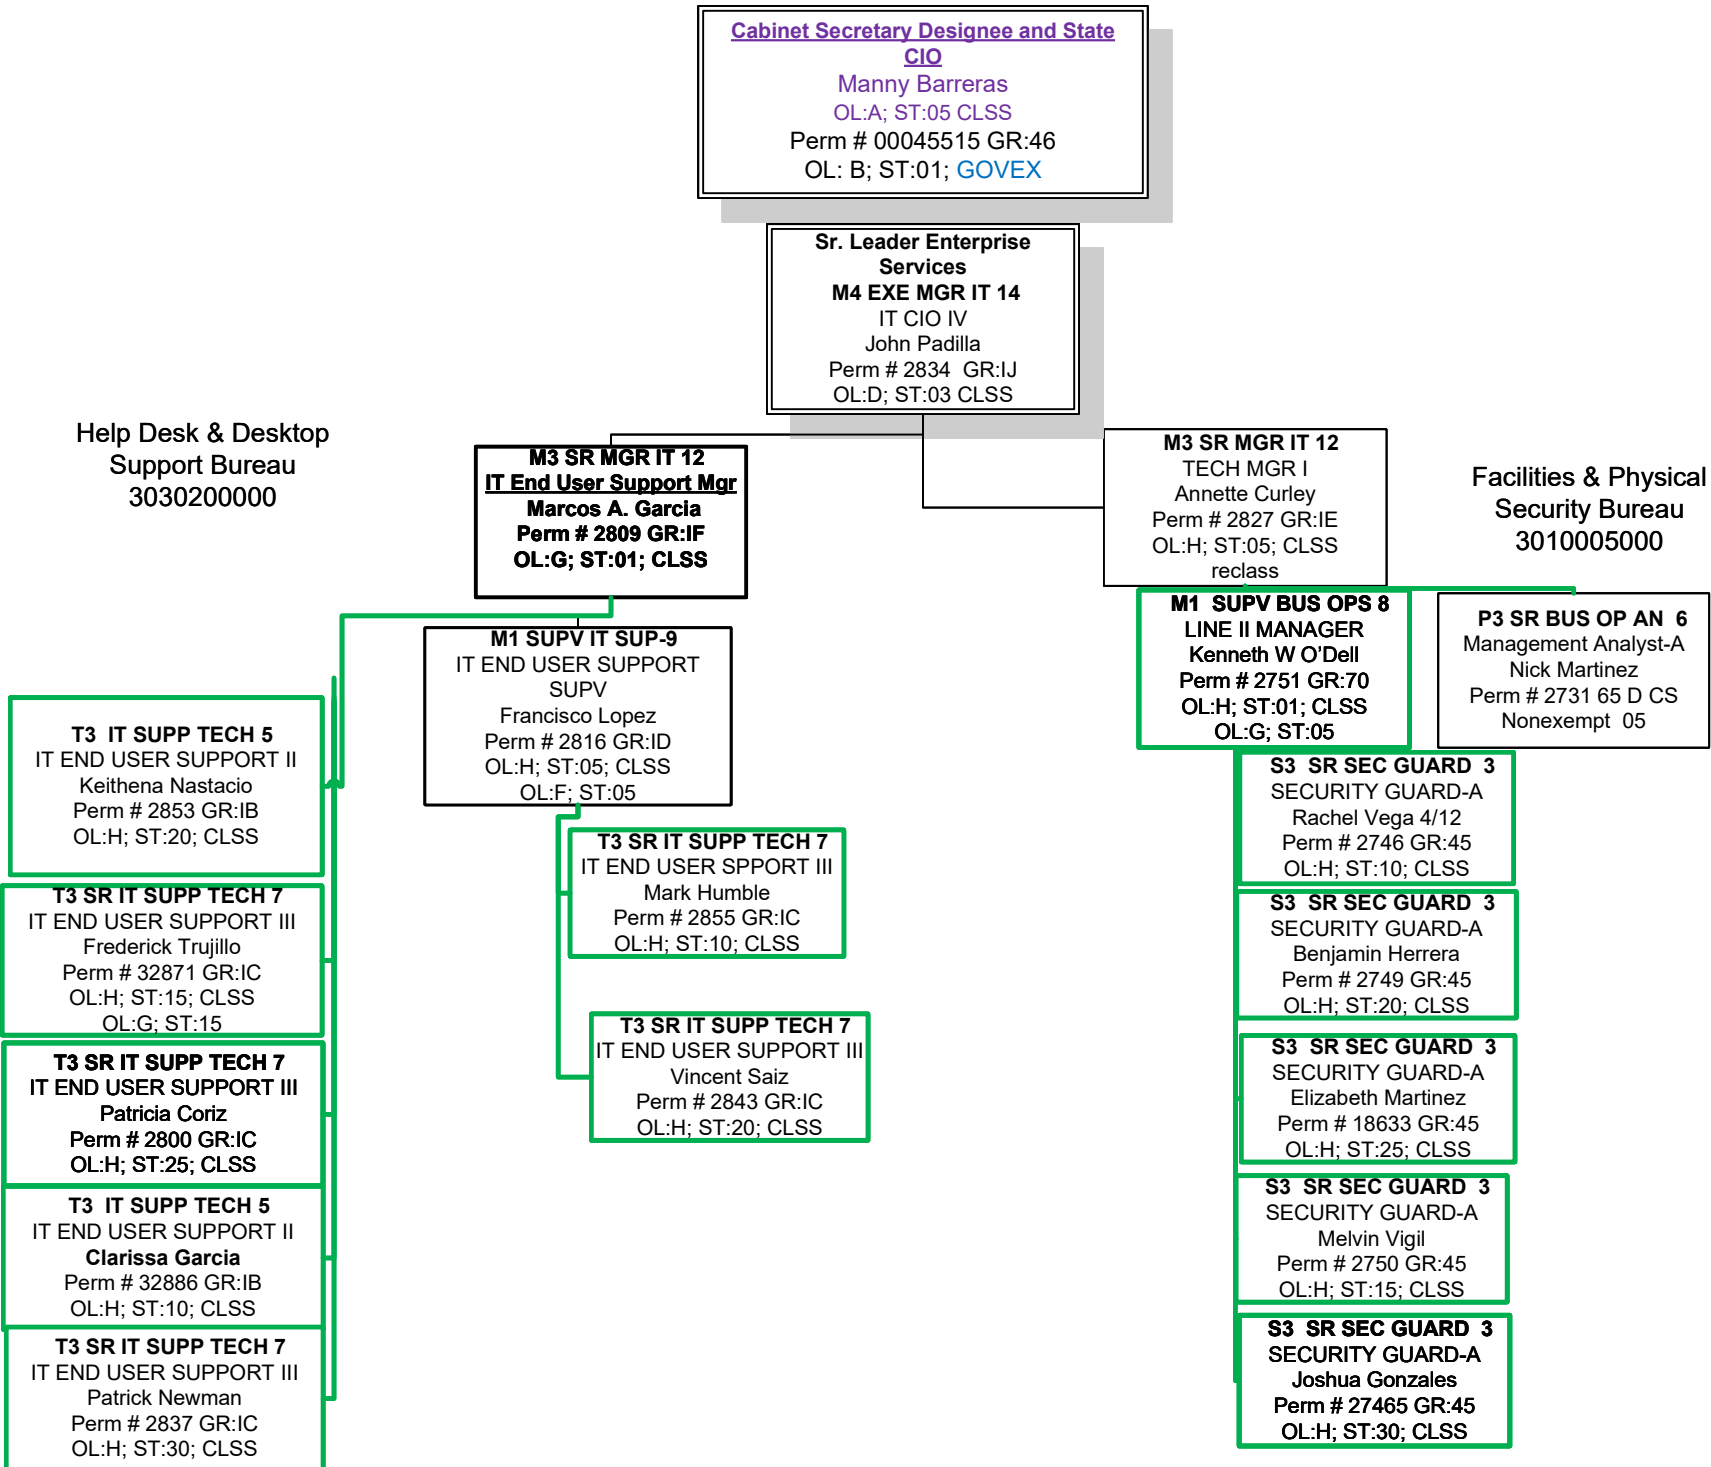 Cabinet Secretary Designee and State
CIO
Manny Barreras
OL:A; ST:05 CLSS
Perm # 00045515 GR:46
OL: B; ST:01; GOVEX
Sr. Leader Enterprise
Services
M4 EXE MGR IT 14
IT CIO IV
John Padilla
Perm # 2834 GR:IJ
OL:D; ST:03 CLSS
Help Desk & Desktop
Support Bureau
3030200000
M3 SR MGR IT 12
IT End User Support Mgr
Marcos A. Garcia
Perm # 2809 GR:IF
OL:G; ST:01; CLSS
M3 SR MGR IT 12
TECH MGR I
Annette Curley
Perm # 2827 GR:IE
OL:H; ST:05; CLSS
reclass
Facilities & Physical
Security Bureau
3010005000
M1 SUPV IT SUP-9
IT END USER SUPPORT
SUPV
Francisco Lopez
Perm # 2816 GR:ID
OL:H; ST:05; CLSS
OL:F; ST:05
M1 SUPV BUS OPS 8
LINE II MANAGER
Kenneth W O’Dell
Perm # 2751 GR:70
OL:H; ST:01; CLSS
OL:G; ST:05
P3 SR BUS OP AN 6
Management Analyst-A
Nick Martinez
Perm # 2731 65 D CS
Nonexempt 05
T3 IT SUPP TECH 5
IT END USER SUPPORT II
Keithena Nastacio
Perm # 2853 GR:IB
OL:H; ST:20; CLSS
T3 SR IT SUPP TECH 7
IT END USER SUPPORT III
Frederick Trujillo
Perm # 32871 GR:IC
OL:H; ST:15; CLSS
OL:G; ST:15
T3 SR IT SUPP TECH 7
IT END USER SUPPORT III
Patricia Coriz
Perm # 2800 GR:IC
OL:H; ST:25; CLSS
T3 IT SUPP TECH 5
IT END USER SUPPORT II
Clarissa Garcia
Perm # 32886 GR:IB
OL:H; ST:10; CLSS
T3 SR IT SUPP TECH 7
IT END USER SUPPORT III
Patrick Newman
Perm # 2837 GR:IC
OL:H; ST:30; CLSS
T3 SR IT SUPP TECH 7
IT END USER SPPORT III
Mark Humble
Perm # 2855 GR:IC
OL:H; ST:10; CLSS
T3 SR IT SUPP TECH 7
IT END USER SUPPORT III
Vincent Saiz
Perm # 2843 GR:IC
OL:H; ST:20; CLSS
S3 SR SEC GUARD 3
SECURITY GUARD-A
Rachel Vega 4/12
Perm # 2746 GR:45
OL:H; ST:10; CLSS
S3 SR SEC GUARD 3
SECURITY GUARD-A
Benjamin Herrera
Perm # 2749 GR:45
OL:H; ST:20; CLSS
S3 SR SEC GUARD 3
SECURITY GUARD-A
Elizabeth Martinez
Perm # 18633 GR:45
OL:H; ST:25; CLSS
S3 SR SEC GUARD 3
SECURITY GUARD-A
Melvin Vigil
Perm # 2750 GR:45
OL:H; ST:15; CLSS
S3 SR SEC GUARD 3
SECURITY GUARD-A
Joshua Gonzales
Perm # 27465 GR:45
OL:H; ST:30; CLSS